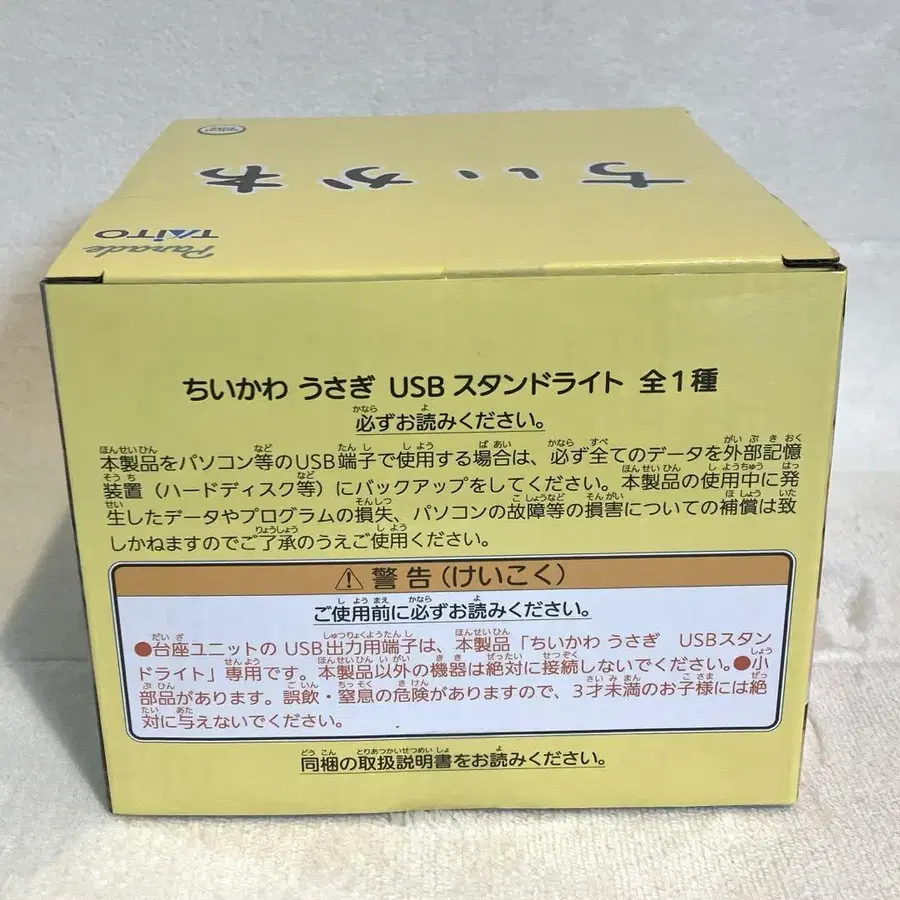 ちいかわ
Parade
TAITO
ちいかわ うさぎ USB スタンドライト 全1種
必ずお読みください。
本製品をパソコン等のUSB端子で使用する場合は、必ず全てのデータを外部記憶
装置（ハードディスク等）にバックアップをしてください。本製品の使用中に発
生したデータやプログラムの損失、パソコンの故障等の損害についての補償は致
しかねますのでご了承のうえご使用ください。
⚠警告（けいこく）
ご使用前に必ずお読みください。
●台座ユニットの USB出力用端子は、本製品「ちいかわ うさぎ USBスタン
ドライト」専用です。本製品以外の機器は絶対に接続しないでください。●小
部品があります。誤飲・窒息の危険がありますので、3才未満のお子様には絶
対に与えないでください。
同梱の取扱説明書をお読みください。